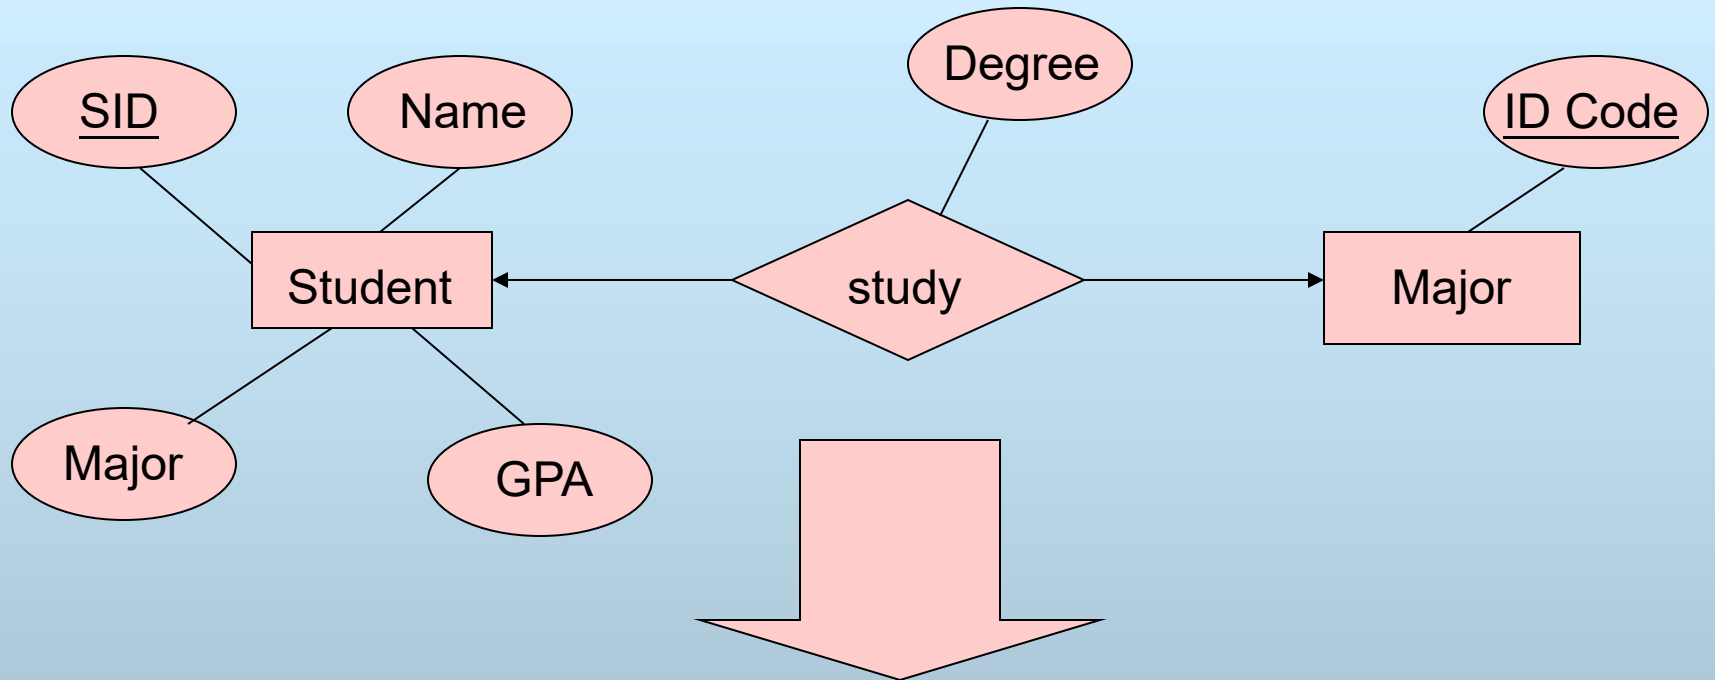 Degree
SID
Name
ID Code
Student
study
Major
Major
GPA